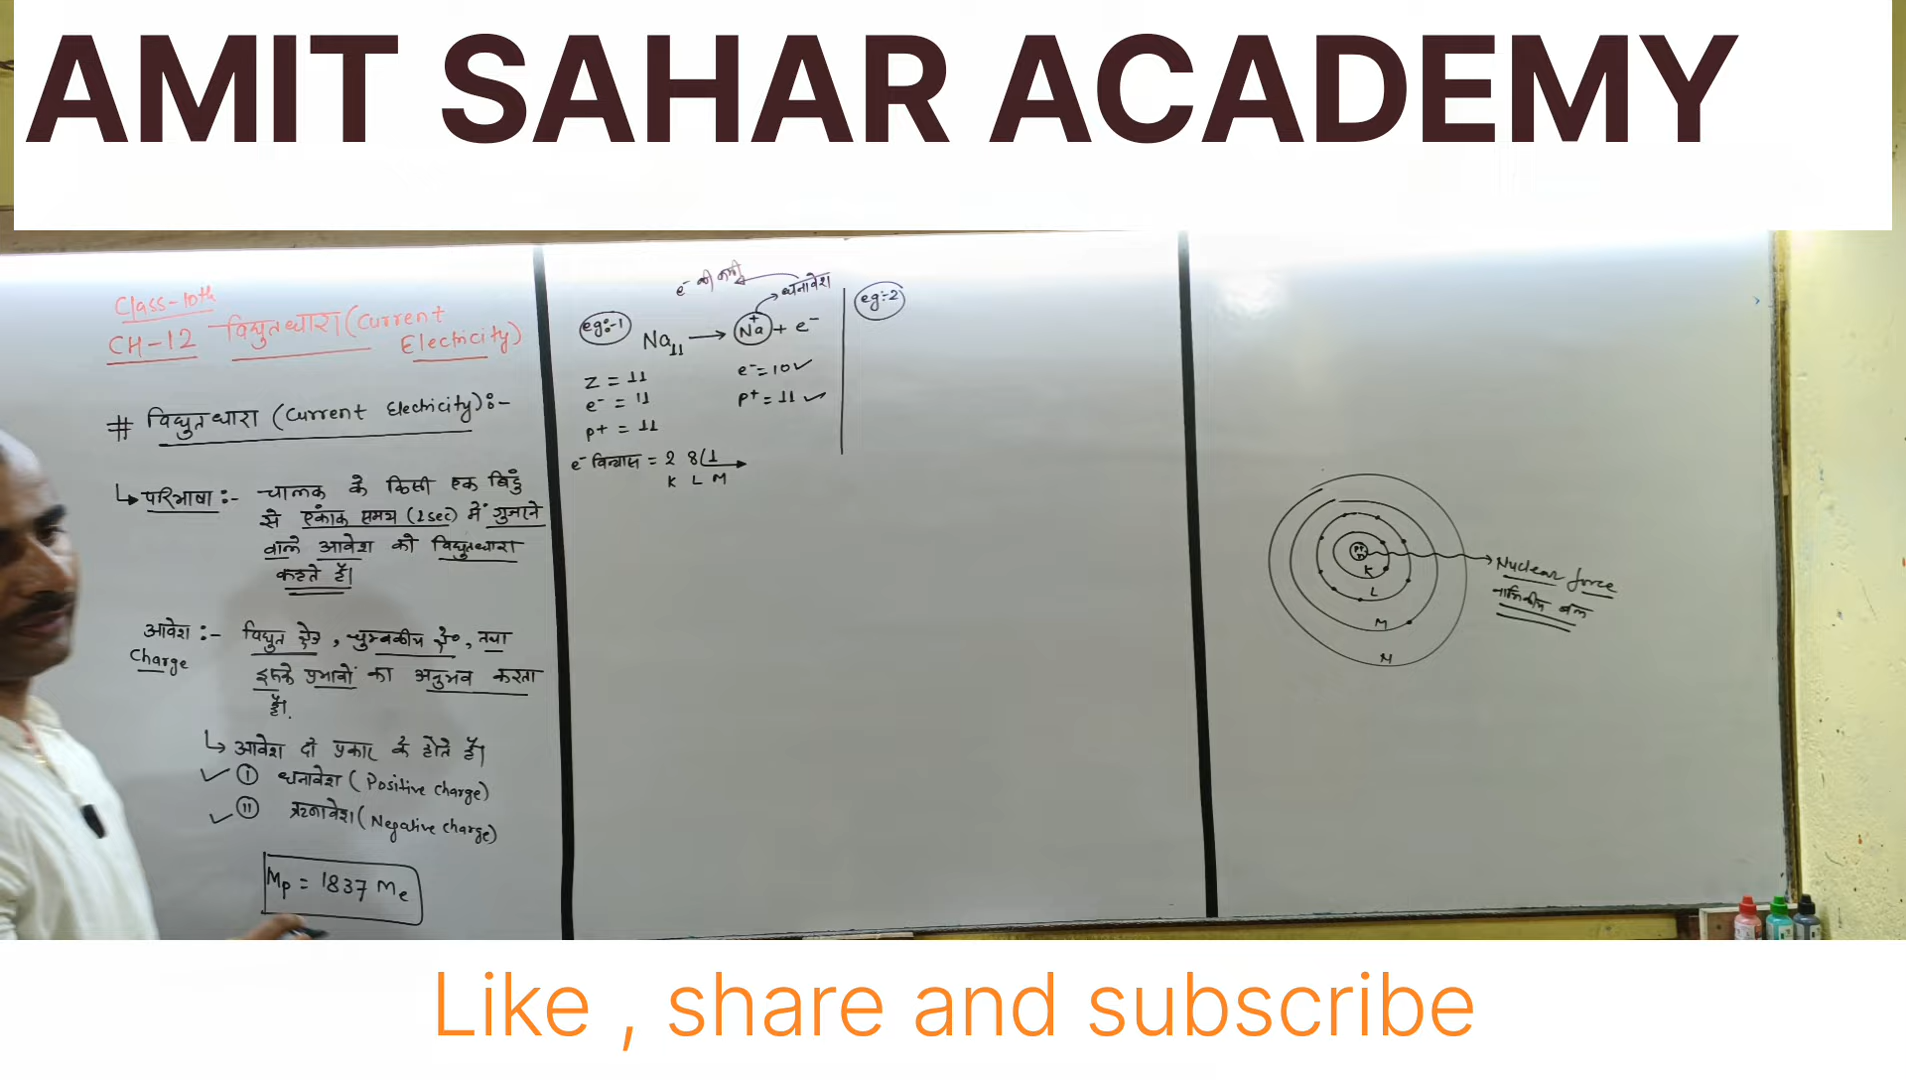 AMIT SAHAR ACADEMY
Class-10th
CH-12 विद्युतधारा (Current
Electricity)
# विद्युतधारा (Current Electricity):-
↳ परिभाषा :- चालक के किसी एक बिंदु
से एकांक समय (1sec) में गुजरने
वाले आवेश को विद्युतधारा
कहते हैं।
आवेश :- विद्युत क्षेत्र, चुम्बकीय क्षे०, तथा
Charge
इनके प्रभावों का अनुभव करता
है।
↳ आवेश दो प्रकार के होते हैं।
✓ (I) धनावेश (Positive charge)
✓ (II) ऋनावेश (Negative charge)
Mp = 1837 Me
e⁻ की कमी
धनावेश
eg:-1
Na₁₁ → Na⁺ + e⁻
Z = 11
e⁻ = 11
p+ = 11
e⁻=10✓
p+ = 11 ✓
e⁻ विन्यास = 2 8(1
K L M
eg:-2
K
L
M
N
Nuclear force
नाभिकीय बल
Like , share and subscribe